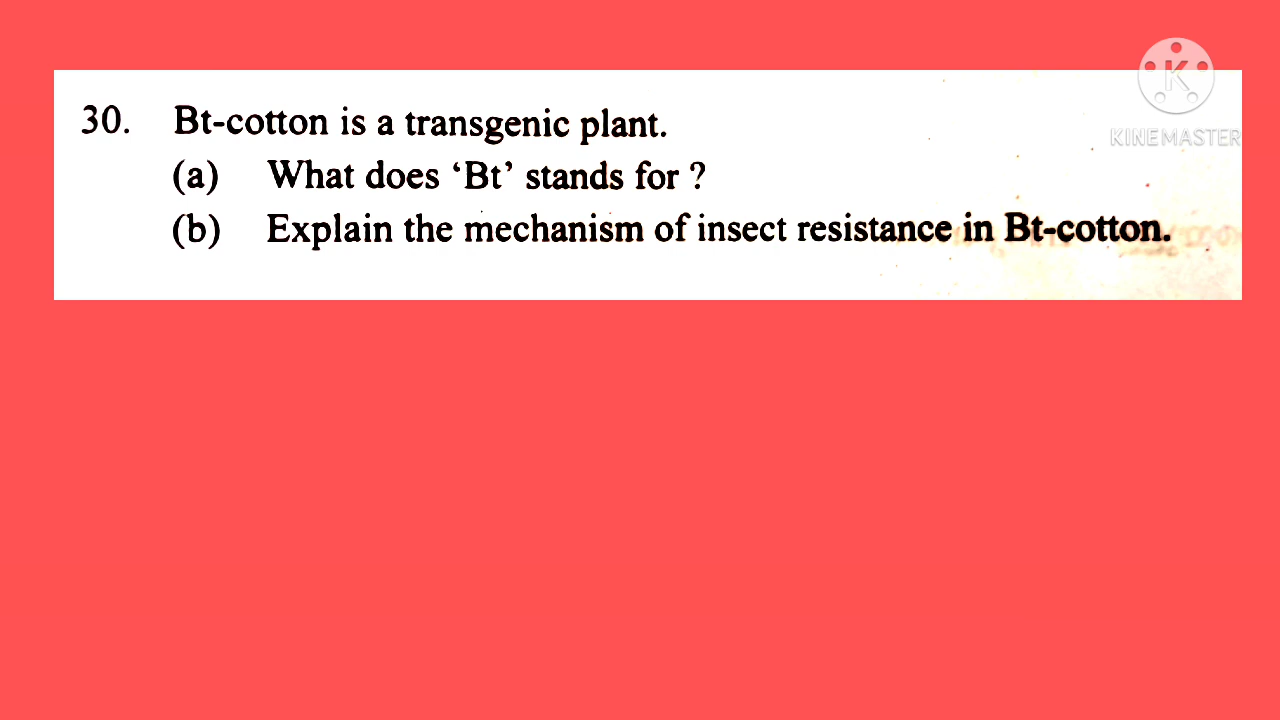 KINEMASTER
30. Bt-cotton is a transgenic plant.
(a) What does ‘Bt’ stands for ?
(b) Explain the mechanism of insect resistance in Bt-cotton.